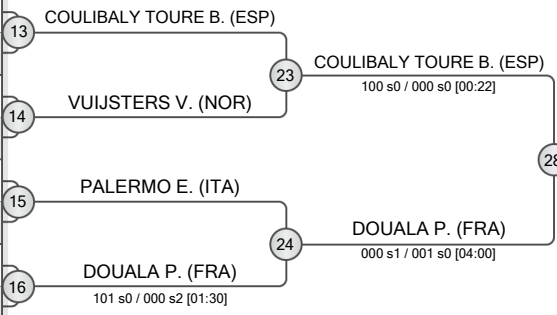 13
COULIBALY TOURE B. (ESP)
23
COULIBALY TOURE B. (ESP)
100 s0 / 000 s0 [00:22]
14
VUIJSTERS V. (NOR)
28
15
PALERMO E. (ITA)
24
DOUALA P. (FRA)
000 s1 / 001 s0 [04:00]
16
DOUALA P. (FRA)
101 s0 / 000 s2 [01:30]